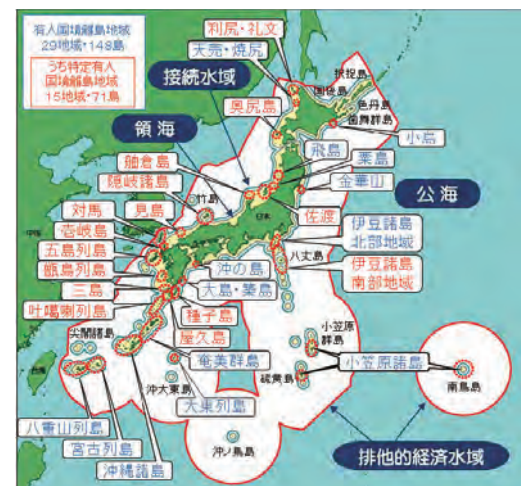 有人国境離島地域
29地域・148島
うち特定有人
国境離島地域
15地域・71島
利尻・礼文
天売・焼尻
接続水域
奥尻島
領海
舳倉島
隠岐諸島
竹島
対馬
見島
壱岐島
五島列島
甑島列島
三島
吐噶喇列島
尖閣諸島
択捉島
国後島
色丹島
歯舞群島
小島
飛島
粟島
金華山
公海
日本
佐渡
伊豆諸島
北部地域
八丈島
伊豆諸島
南部地域
沖の島
大島・築島
種子島
屋久島
奄美群島
沖大東島
大東列島
小笠原
群島
小笠原諸島
硫黄島
南鳥島
八重山列島
宮古列島
沖縄諸島
沖ノ鳥島
排他的経済水域